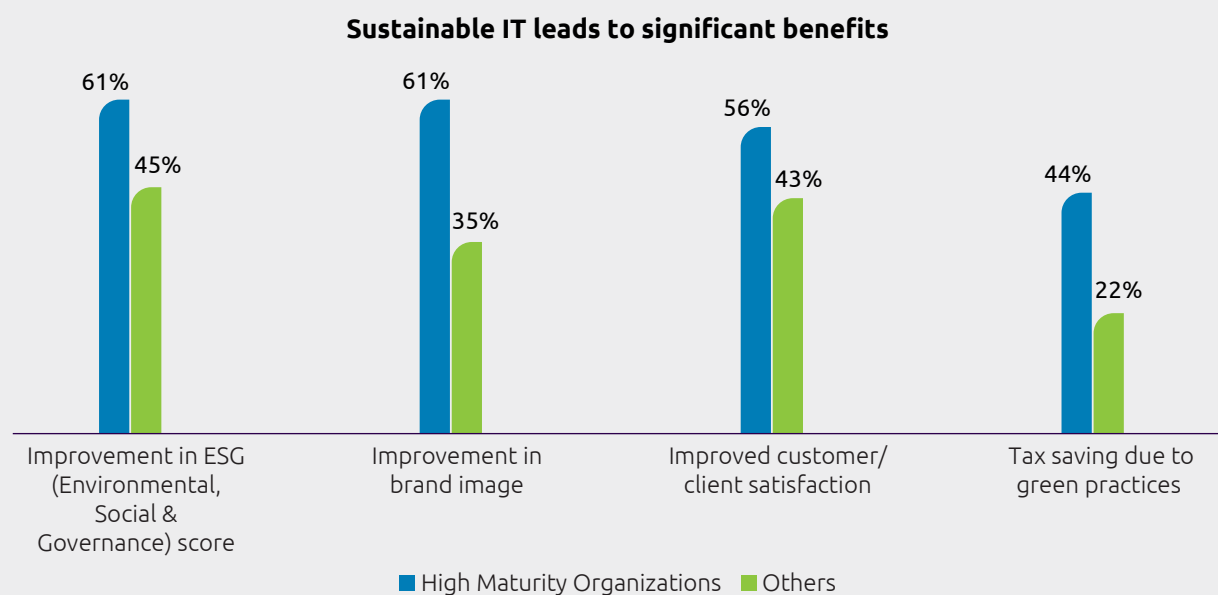 Sustainable IT leads to significant benefits
61%
45%
61%
35%
56%
43%
44%
22%
Improvement in ESG
(Environmental,
Social &
Governance) score
Improvement in
brand image
Improved customer/
client satisfaction
Tax saving due to
green practices
High Maturity Organizations
Others